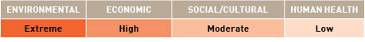 ENVIRONMENTAL ECONOMIC SOCIAL/CULTURAL HUMAN HEALTH
Extreme High Moderate Low